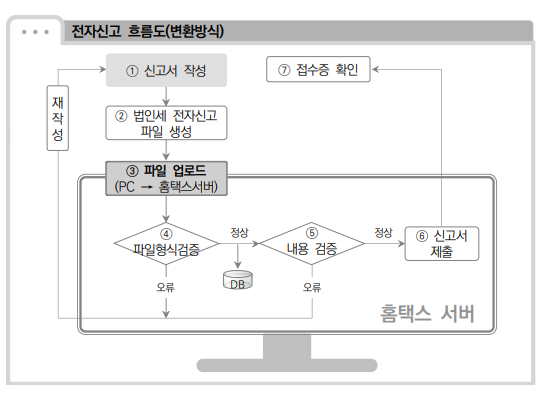 전자신고 흐름도(변환방식)
① 신고서 작성
⑦ 접수증 확인
재
작
성
② 법인세 전자신고
파일 생성
③ 파일 업로드
(PC → 홈택스서버)
④
파일형식검증
정상
⑤
내용 검증
정상
⑥ 신고서
제출
DB
오류
오류
홈택스 서버